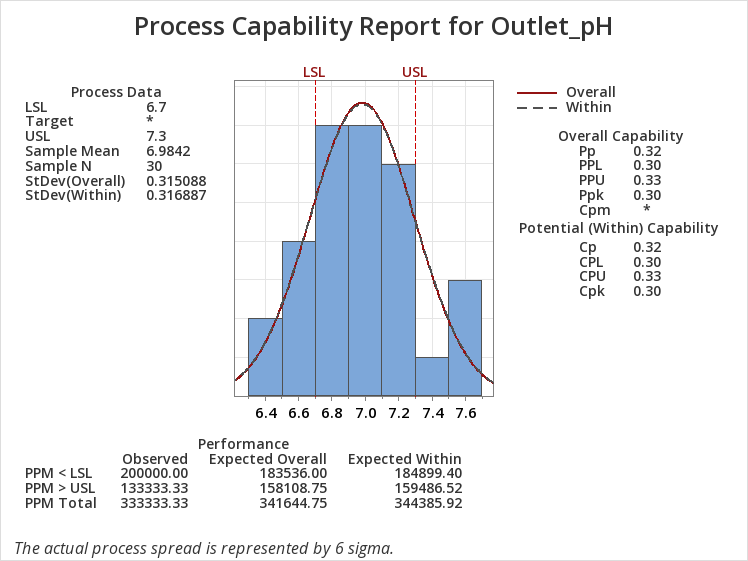 Process Capability Report for Outlet_pH
LSL USL
Process Data
LSL 6.7
Target *
USL 7.3
Sample Mean 6.9842
Sample N 30
StDev(Overall) 0.315088
StDev(Within) 0.316887
Overall
Within
Overall Capability
Pp 0.32
PPL 0.30
PPU 0.33
Ppk 0.30
Cpm *
Potential (Within) Capability
Cp 0.32
CPL 0.30
CPU 0.33
Cpk 0.30
6.4 6.6 6.8 7.0 7.2 7.4 7.6
Performance
Observed Expected Overall Expected Within
PPM < LSL 200000.00 183536.00 184899.40
PPM > USL 133333.33 158108.75 159486.52
PPM Total 333333.33 341644.75 344385.92
The actual process spread is represented by 6 sigma.